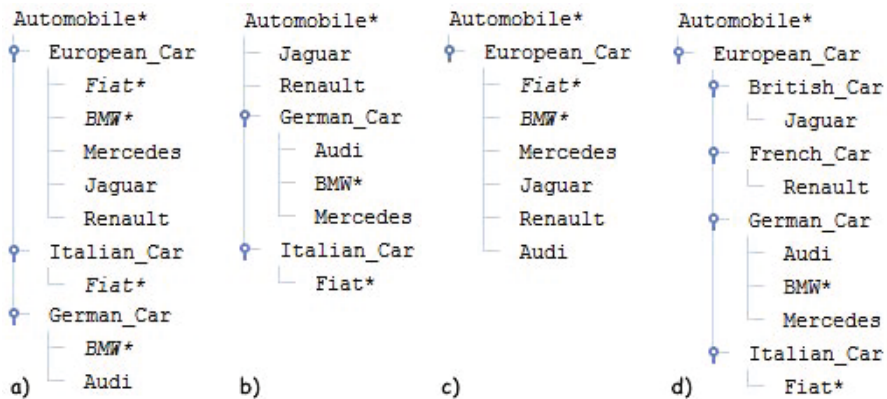 Automobile*
European_Car
Fiat*
BMW*
Mercedes
Jaguar
Renault
Italian_Car
Fiat*
German_Car
BMW*
Audi
a)
Automobile*
Jaguar
Renault
German_Car
Audi
BMW*
Mercedes
Italian_Car
Fiat*
b)
Automobile*
European_Car
Fiat*
BMW*
Mercedes
Jaguar
Renault
Audi
c)
Automobile*
European_Car
British_Car
Jaguar
French_Car
Renault
German_Car
Audi
BMW*
Mercedes
Italian_Car
Fiat*
d)